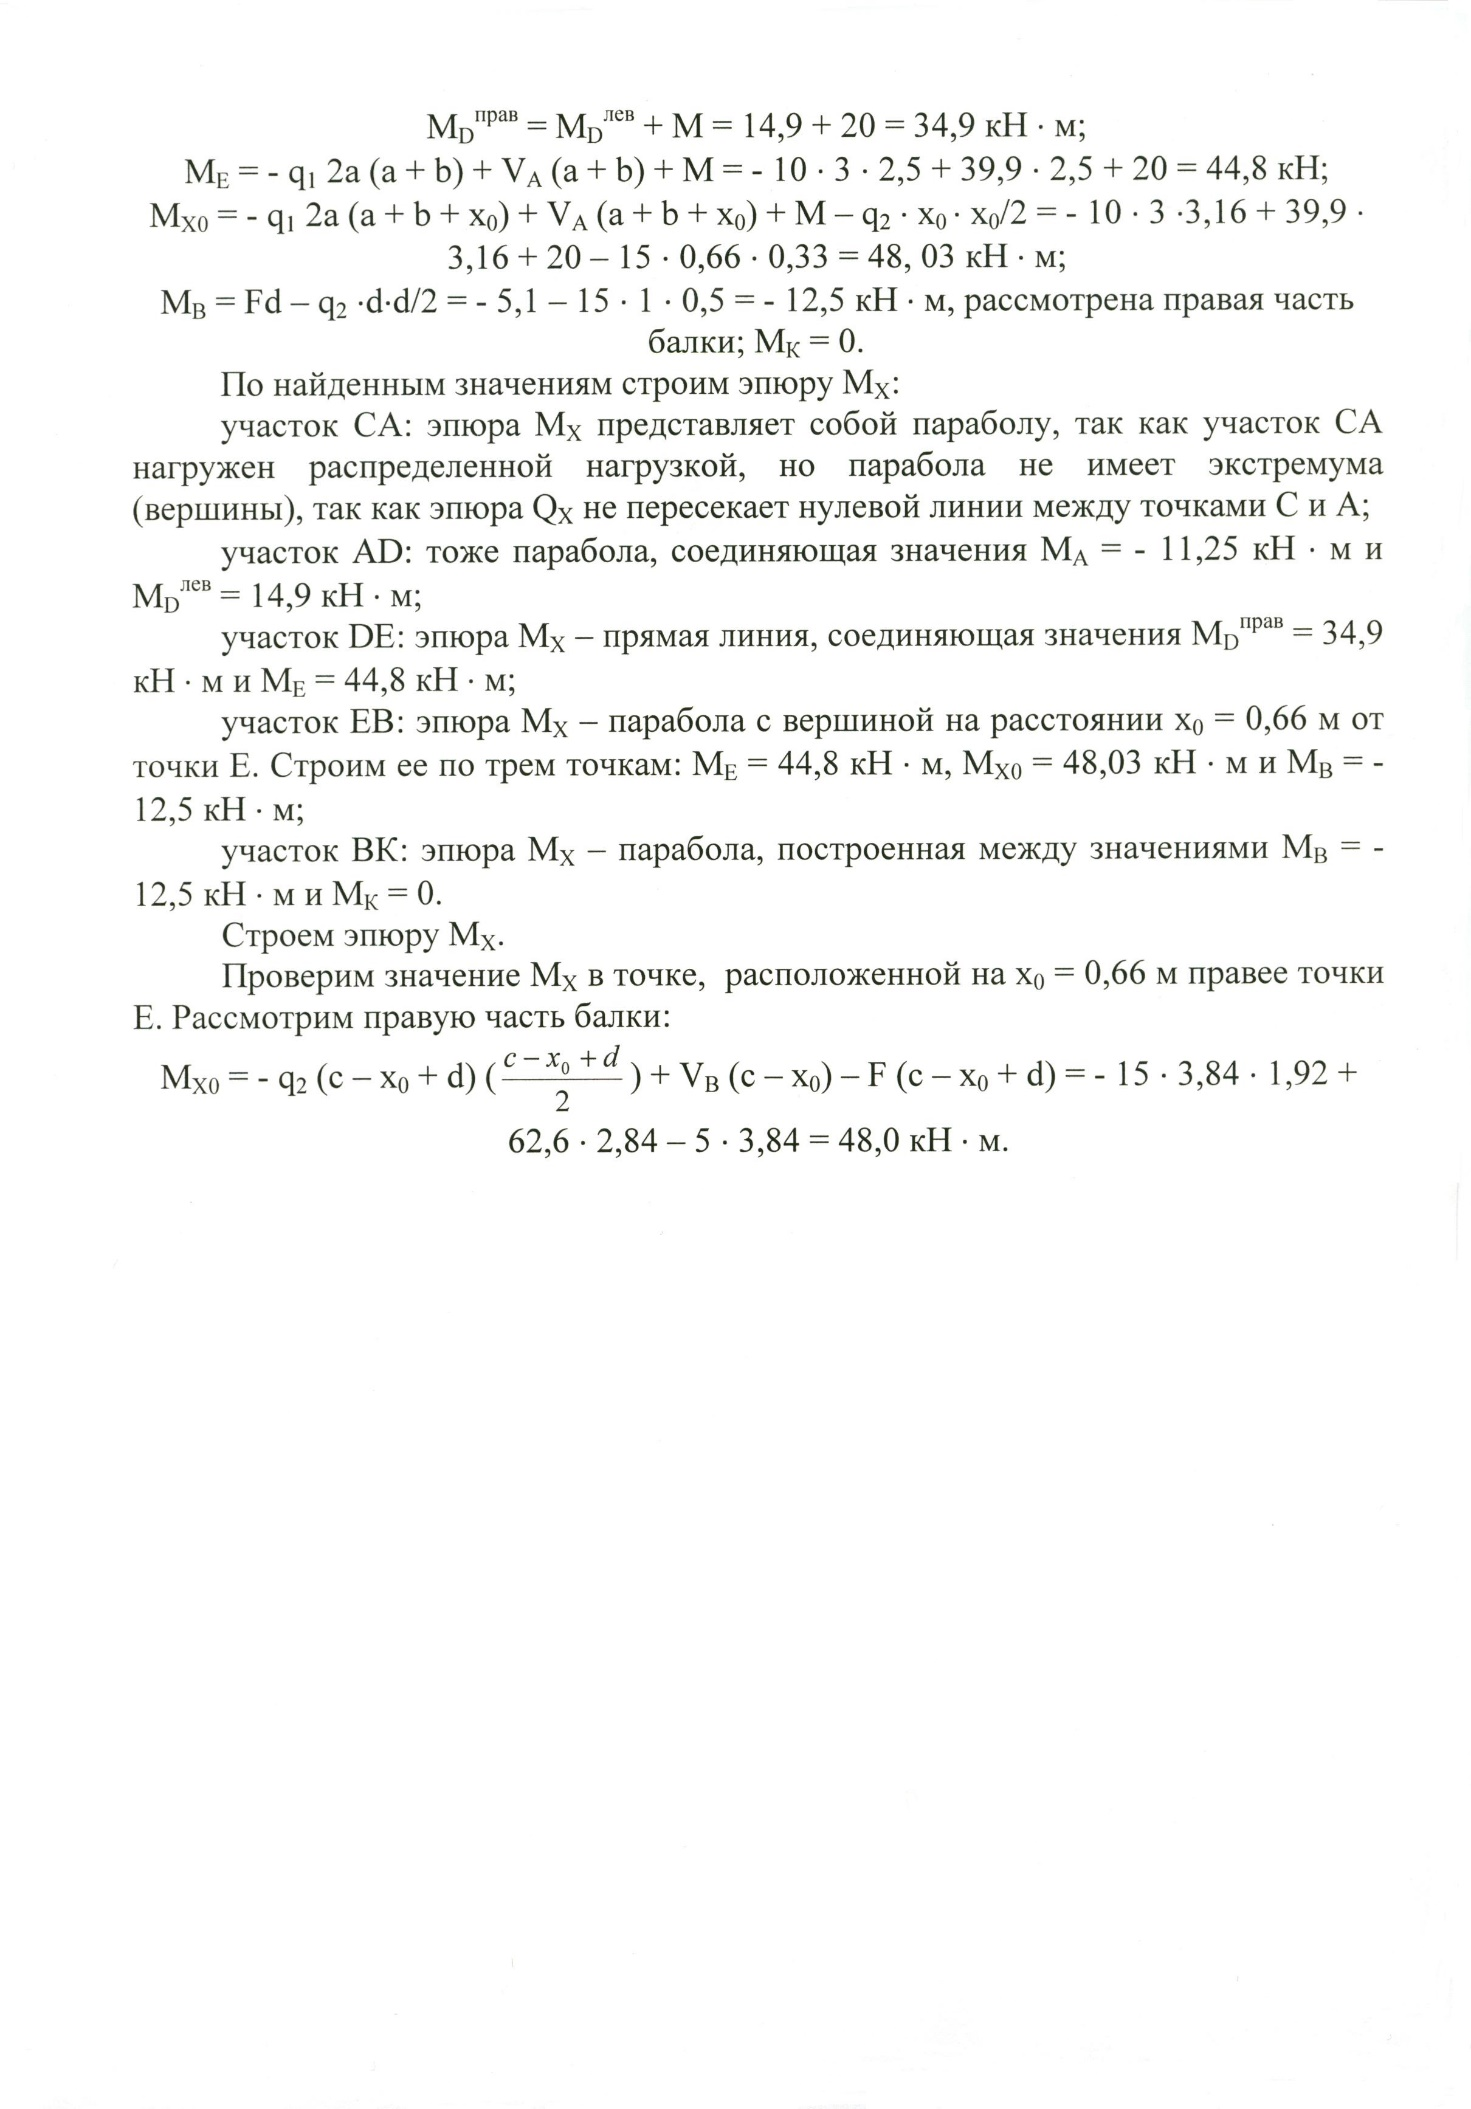 M_D^прав = M_D^лев + M = 14,9 + 20 = 34,9 кН · м;
M_E = - q₁ 2a (a + b) + V_A (a + b) + M = - 10 · 3 · 2,5 + 39,9 · 2,5 + 20 = 44,8 кН;
M_X0 = - q₁ 2a (a + b + x₀) + V_A (a + b + x₀) + M – q₂ · x₀ · x₀/2 = - 10 · 3 ·3,16 + 39,9 ·
3,16 + 20 – 15 · 0,66 · 0,33 = 48, 03 кН · м;
M_B = Fd – q₂ ·d·d/2 = - 5,1 – 15 · 1 · 0,5 = - 12,5 кН · м, рассмотрена правая часть
балки; M_K = 0.
По найденным значениям строим эпюру M_X:
участок CA: эпюра M_X представляет собой параболу, так как участок CA
нагружен распределенной нагрузкой, но парабола не имеет экстремума
(вершины), так как эпюра Q_X не пересекает нулевой линии между точками C и A;
участок AD: тоже парабола, соединяющая значения M_A = - 11,25 кН · м и
M_D^лев = 14,9 кН · м;
участок DE: эпюра M_X – прямая линия, соединяющая значения M_D^прав = 34,9
кН · м и M_E = 44,8 кН · м;
участок EB: эпюра M_X – парабола с вершиной на расстоянии x₀ = 0,66 м от
точки E. Строим ее по трем точкам: M_E = 44,8 кН · м, M_X0 = 48,03 кН · м и M_B = -
12,5 кН · м;
участок ВК: эпюра M_X – парабола, построенная между значениями M_B = -
12,5 кН · м и M_K = 0.
Строем эпюру M_X.
Проверим значение M_X в точке, расположенной на x₀ = 0,66 м правее точки
E. Рассмотрим правую часть балки:
M_X0 = - q₂ (c – x₀ + d) ((c – x₀ + d)/2) + V_B (c – x₀) – F (c – x₀ + d) = - 15 · 3,84 · 1,92 +
62,6 · 2,84 – 5 · 3,84 = 48,0 кН · м.